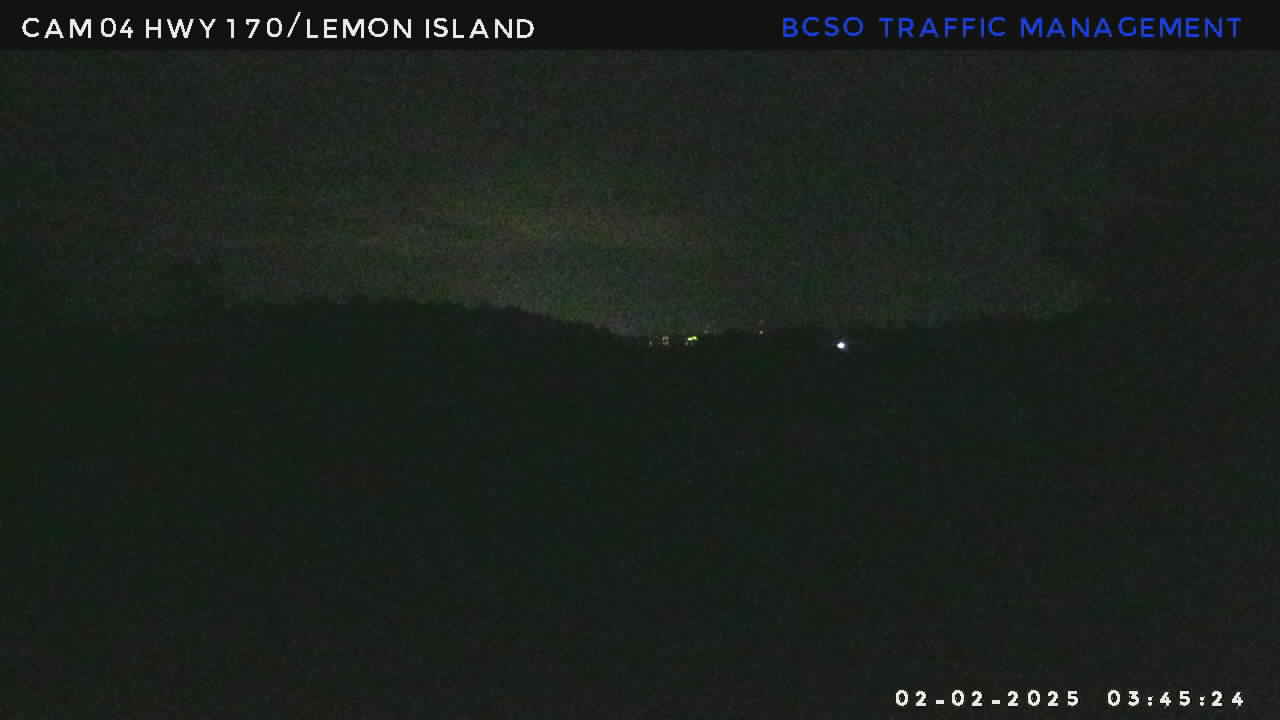 CAM04 HWY 170/LEMON ISLAND
BCSO TRAFFIC MANAGEMENT
02-02-2025 03:45:24